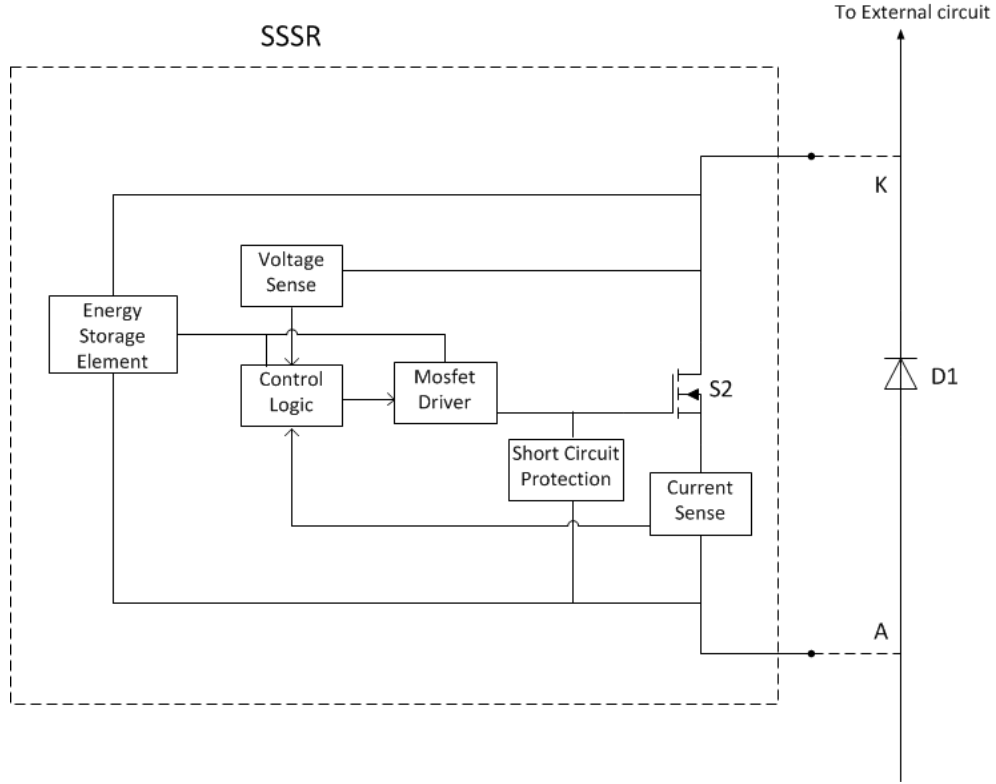 To External circuit
SSSR
K
Voltage
Sense
Energy
Storage
Element
Control
Logic
Mosfet
Driver
S2
D1
Short Circuit
Protection
Current
Sense
A